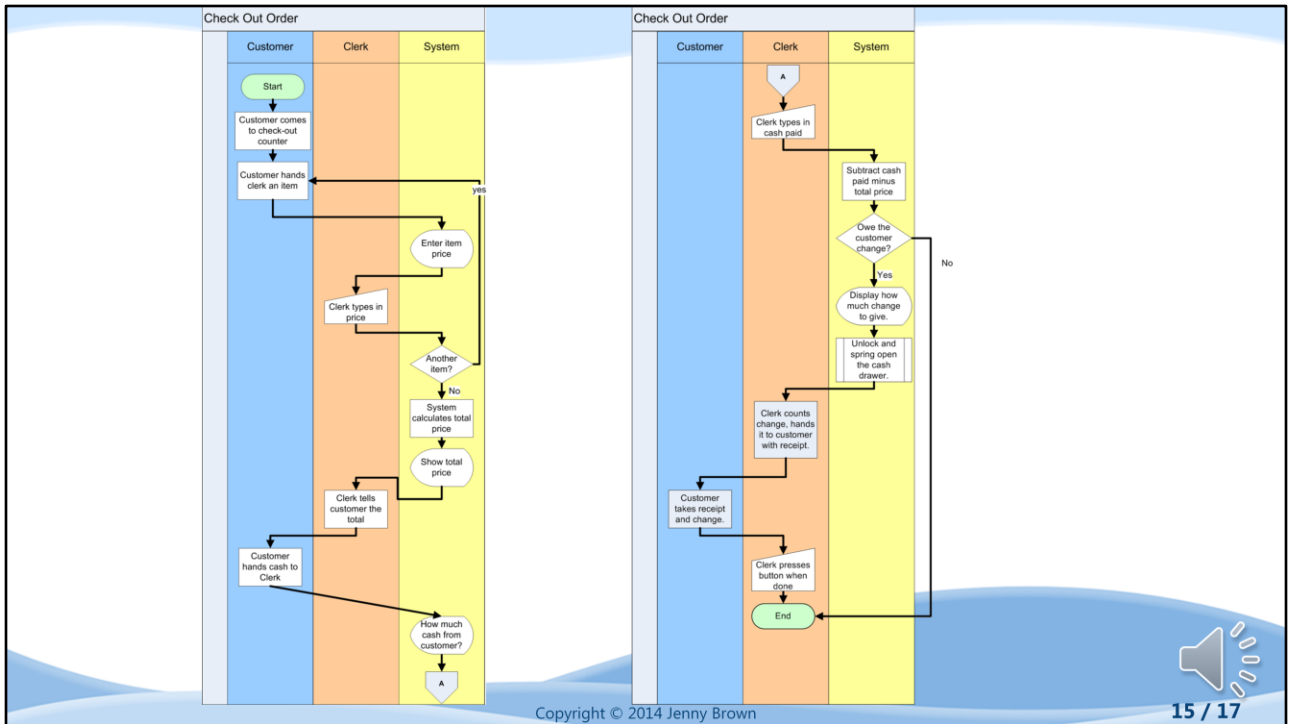 Check Out Order
Customer
Clerk
System
Start
Customer comes
to check-out
counter
Customer hands
clerk an item
yes
Enter item
price
Clerk types in
price
Another
item?
No
System
calculates total
price
Show total
price
Clerk tells
customer the
total
Customer
hands cash to
Clerk
How much
cash from
customer?
A
Check Out Order
Customer
Clerk
System
A
Clerk types in
cash paid
Subtract cash
paid minus
total price
Owe the
customer
change?
No
Yes
Display how
much change
to give.
Unlock and
spring open
the cash
drawer.
Clerk counts
change, hands
it to customer
with receipt.
Customer
takes receipt
and change.
Clerk presses
button when
done
End
Copyright © 2014 Jenny Brown
15 / 17